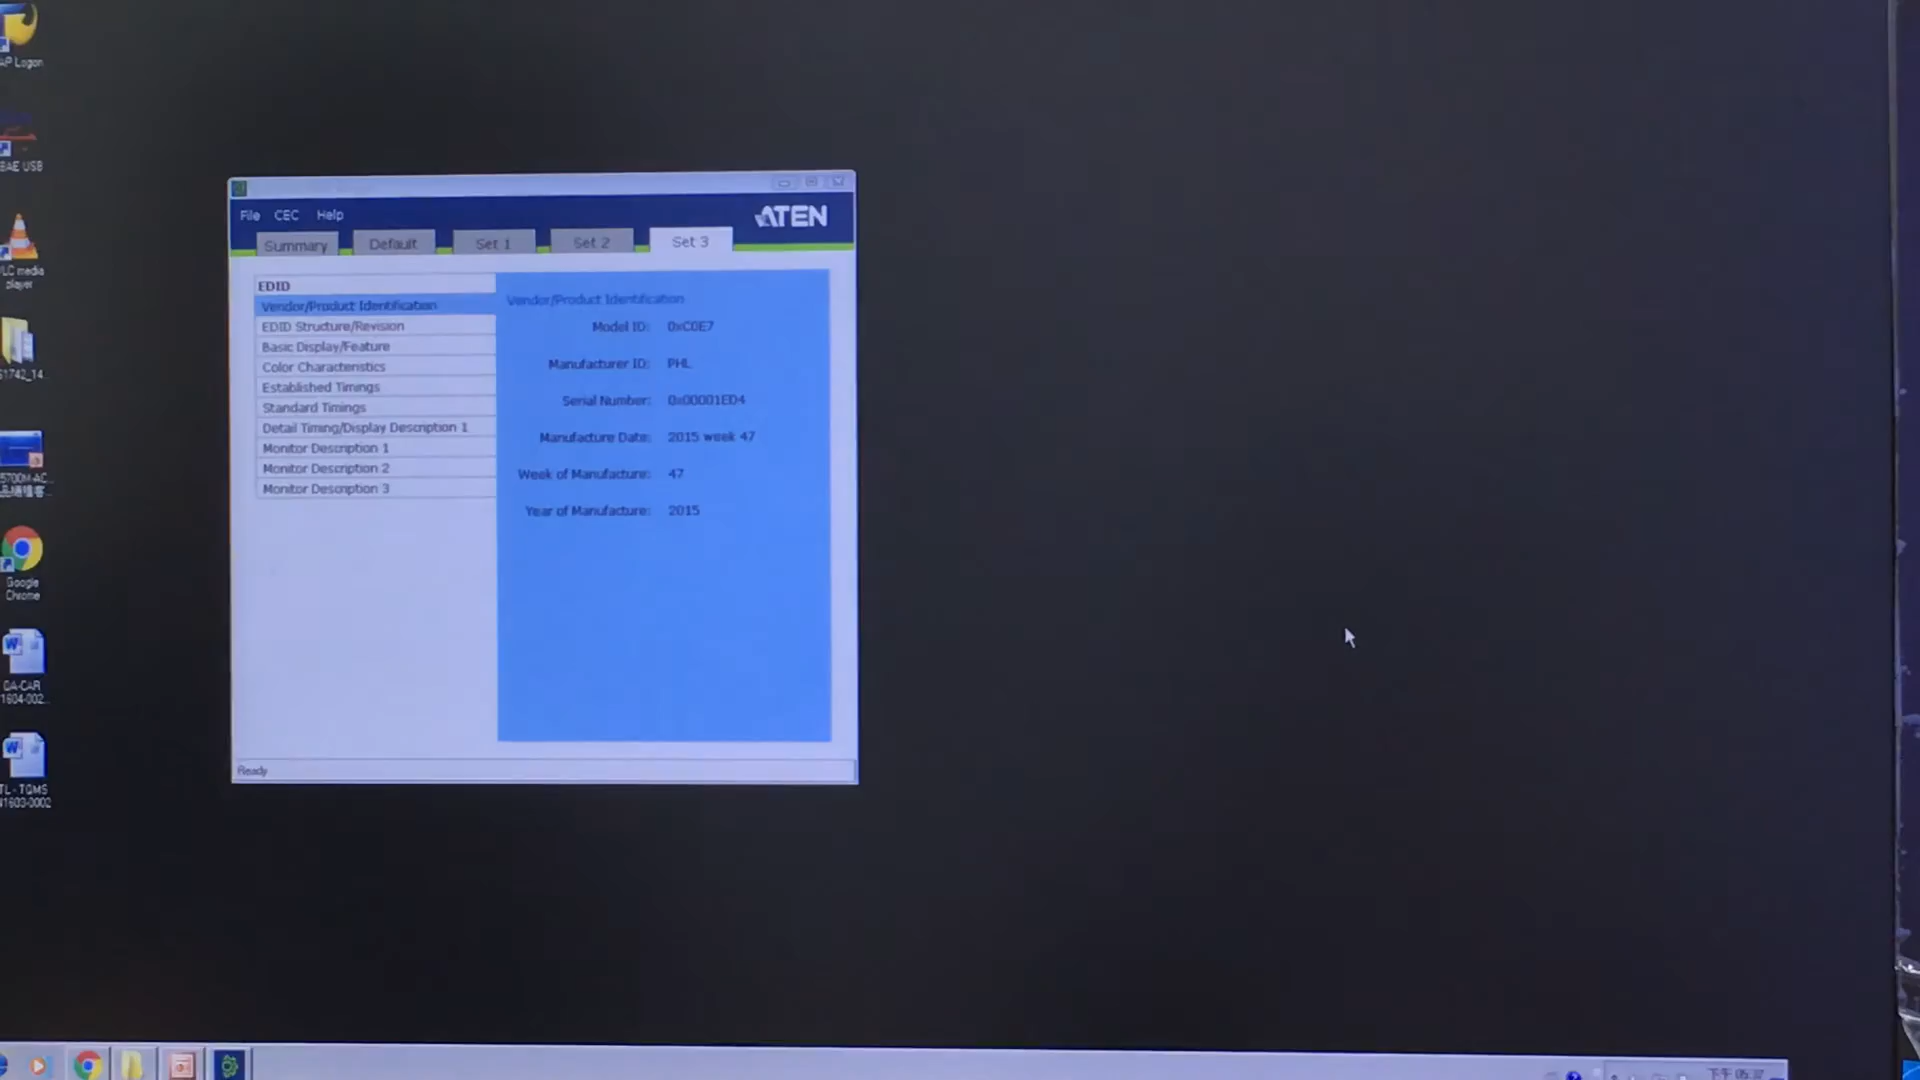 AP Logon
BAE USB
VLC media
player
Google
Chrome
QA-CAR
TL - TQMS
File CEC Help
ATEN
Summary Default Set 1 Set 2 Set 3
EDID
Vendor/Product Identification
EDID Structure/Revision
Basic Display/Feature
Color Characteristics
Established Timings
Standard Timings
Detail Timing/Display Description 1
Monitor Description 1
Monitor Description 2
Monitor Description 3
Vendor/Product Identification
Model ID: 0xC0E7
Manufacturer ID: PHL
Serial Number: 0x00001ED4
Manufacture Date: 2015 week 47
Week of Manufacture: 47
Year of Manufacture: 2015
Ready